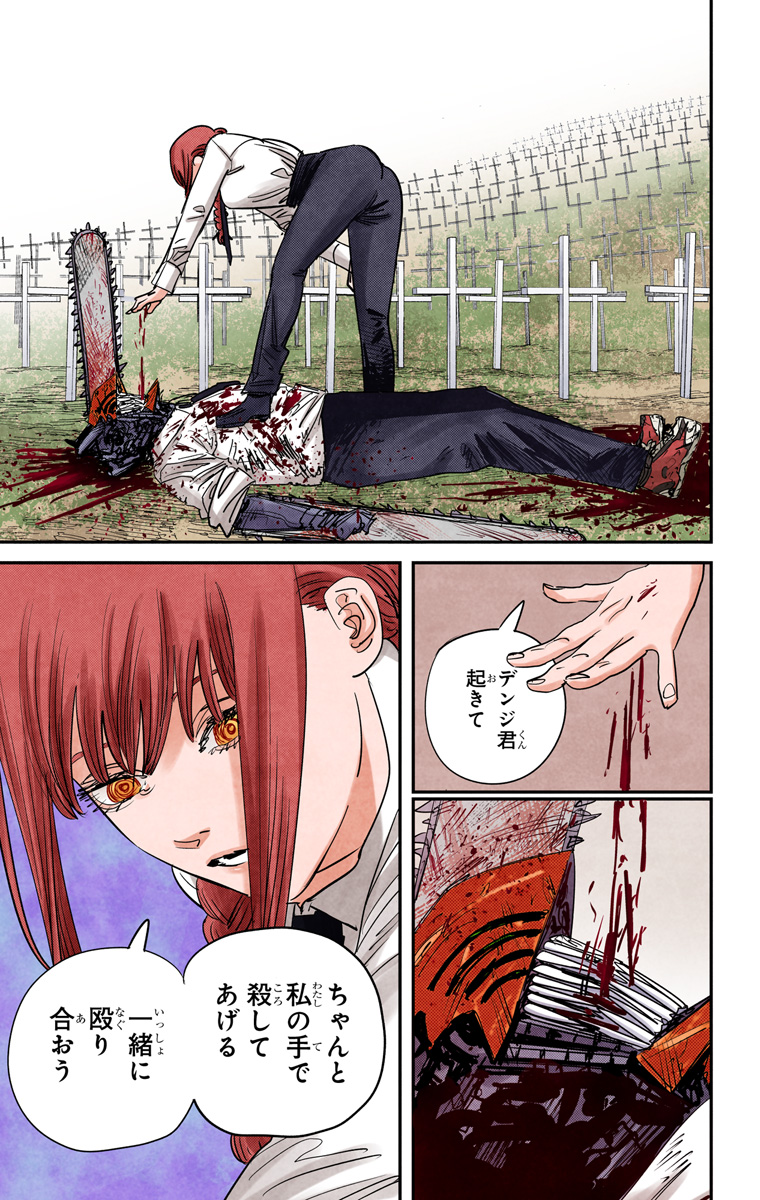 デンジ君
起きて
ちゃんと
私の手で
殺して
あげる
一緒に
殴り
合おう